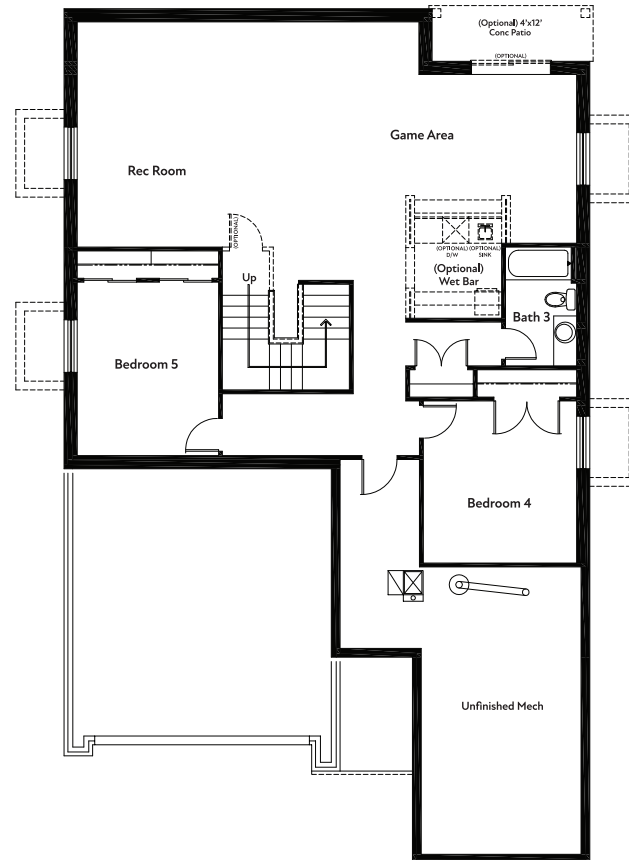 (Optional) 4'x12'
Conc Patio
(OPTIONAL)
Game Area
Rec Room
(OPTIONAL)
(OPTIONAL) (OPTIONAL)
D/W SINK
(Optional)
Wet Bar
Up
Bath 3
Bedroom 5
Bedroom 4
Unfinished Mech